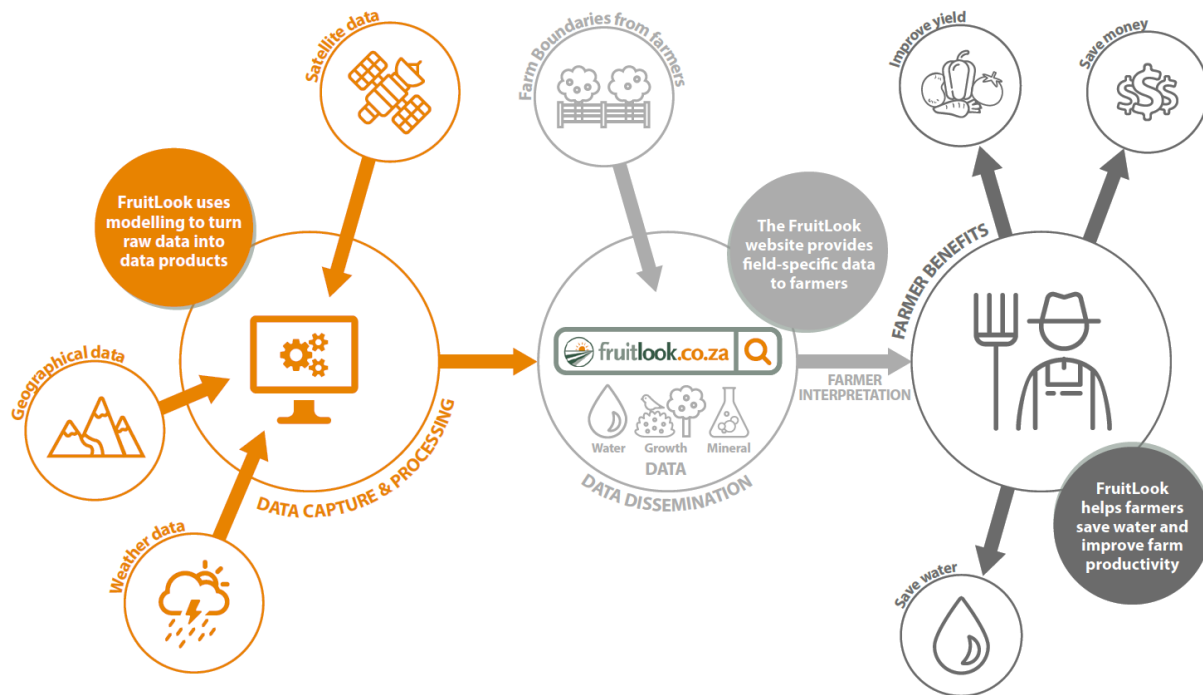 Satellite data
FruitLook uses
modelling to turn
raw data into
data products
Geographical data
Weather data
DATA CAPTURE & PROCESSING
Farm Boundaries from farmers
The FruitLook
website provides
field-specific data
to farmers
fruitlook.co.za
Water
Growth
Mineral
DATA
DATA DISSEMINATION
FARMER
INTERPRETATION
Improve yield
Save money
FARMER BENEFITS
FruitLook
helps farmers
save water and
improve farm
productivity
Save water